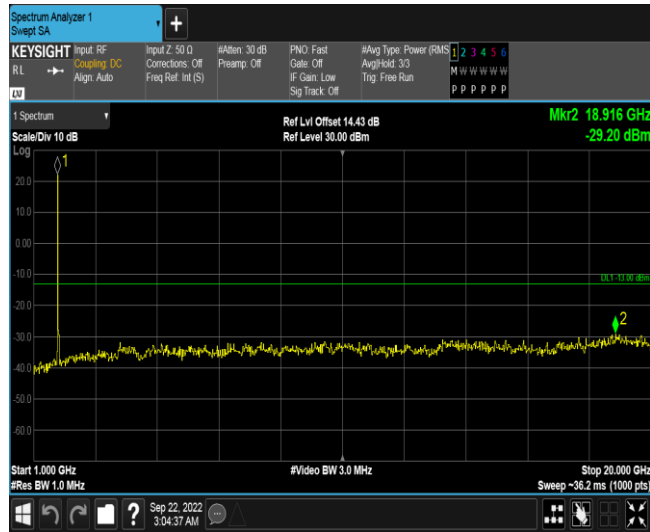 Spectrum Analyzer 1
Swept SA
+
KEYSIGHT Input: RF Input Z: 50 Ω #Atten: 30 dB PNO: Fast #Avg Type: Power (RMS 1 2 3 4 5 6
RL Coupling: DC Corrections: Off Preamp: Off Gate: Off Avg|Hold: 3/3 M W W W W W
Align: Auto Freq Ref: Int (S) IF Gain: Low Trig: Free Run
LXI Sig Track: Off P P P P P P
1 Spectrum Ref Lvl Offset 14.43 dB Mkr2 18.916 GHz
Scale/Div 10 dB Ref Level 30.00 dBm -29.20 dBm
Log
1
20.0
10.0
0.00
-10.0
DL1 -13.00 dBm
-20.0
2
-30.0
-40.0
-50.0
-60.0
Start 1.000 GHz #Video BW 3.0 MHz Stop 20.000 GHz
#Res BW 1.0 MHz Sweep ~36.2 ms (1000 pts)
? Sep 22, 2022
3:04:37 AM